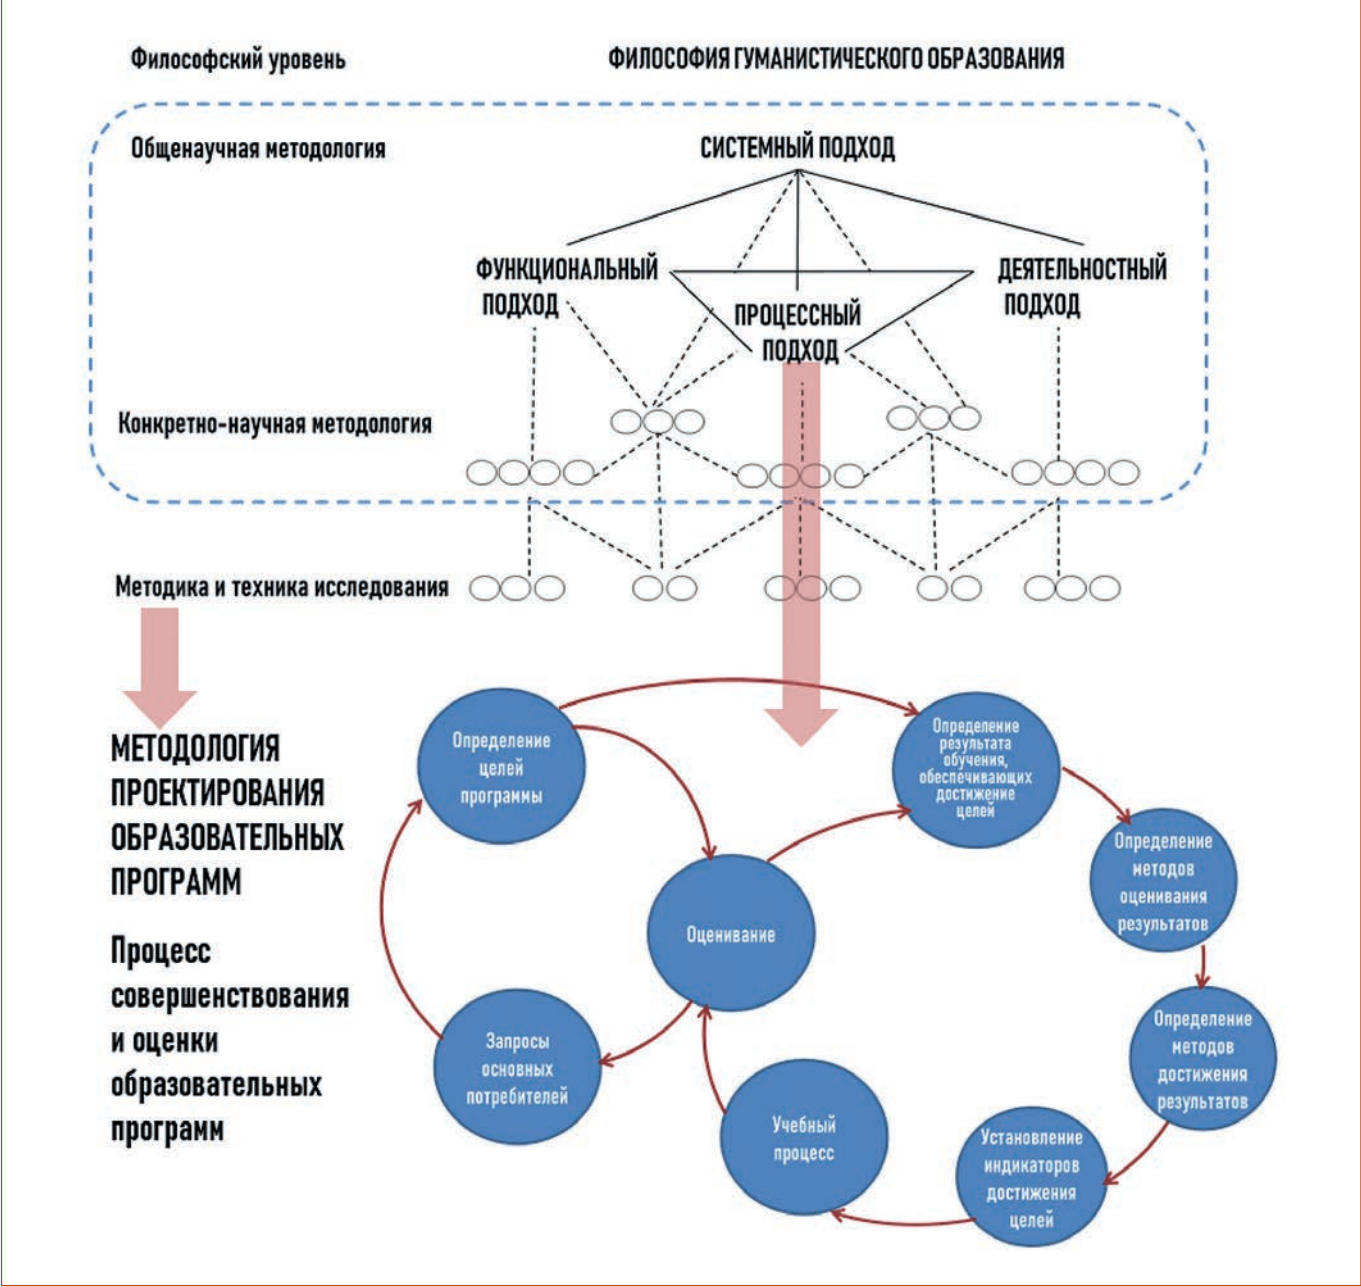 Философский уровень
ФИЛОСОФИЯ ГУМАНИСТИЧЕСКОГО ОБРАЗОВАНИЯ
Общенаучная методология
СИСТЕМНЫЙ ПОДХОД
ФУНКЦИОНАЛЬНЫЙ
ПОДХОД
ПРОЦЕССНЫЙ
ПОДХОД
ДЕЯТЕЛЬНОСТНЫЙ
ПОДХОД
Конкретно-научная методология
Методика и техника исследования
МЕТОДОЛОГИЯ
ПРОЕКТИРОВАНИЯ
ОБРАЗОВАТЕЛЬНЫХ
ПРОГРАММ
Процесс
совершенствования
и оценки
образовательных
программ
Определение
целей
программы
Определение
результата
обучения,
обеспечивающих
достижение
целей
Определение
методов
оценивания
результатов
Оценивание
Определение
методов
достижения
результатов
Запросы
основных
потребителей
Учебный
процесс
Установление
индикаторов
достижения
целей